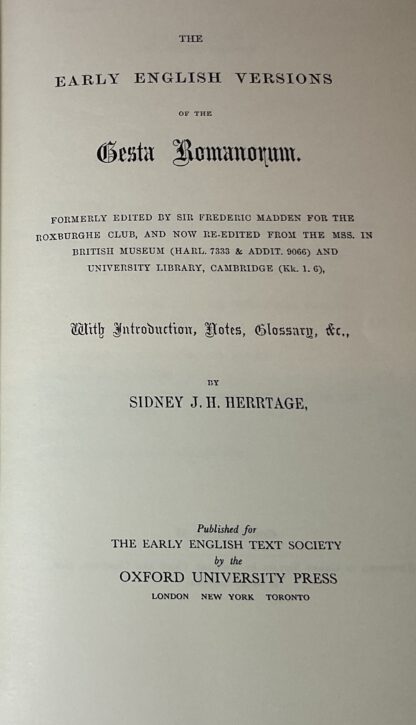 THE
EARLY ENGLISH VERSIONS
OF THE
Gesta Romanorum.
FORMERLY EDITED BY SIR FREDERIC MADDEN FOR THE
ROXBURGHE CLUB, AND NOW RE-EDITED FROM THE MSS. IN
BRITISH MUSEUM (HARL. 7333 & ADDIT. 9066) AND
UNIVERSITY LIBRARY, CAMBRIDGE (Kk. 1. 6),
With Introduction, Notes, Glossary, &c.,
BY
SIDNEY J. H. HERRTAGE,
Published for
THE EARLY ENGLISH TEXT SOCIETY
by the
OXFORD UNIVERSITY PRESS
LONDON NEW YORK TORONTO